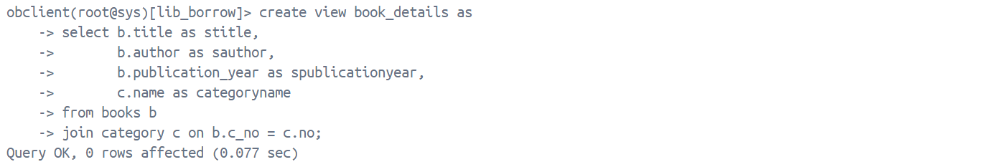 obclient(root@sys)[lib_borrow]> create view book_details as
    -> select b.title as stitle,
    ->        b.author as sauthor,
    ->        b.publication_year as spublicationyear,
    ->        c.name as categoryname
    -> from books b
    -> join category c on b.c_no = c.no;
Query OK, 0 rows affected (0.077 sec)